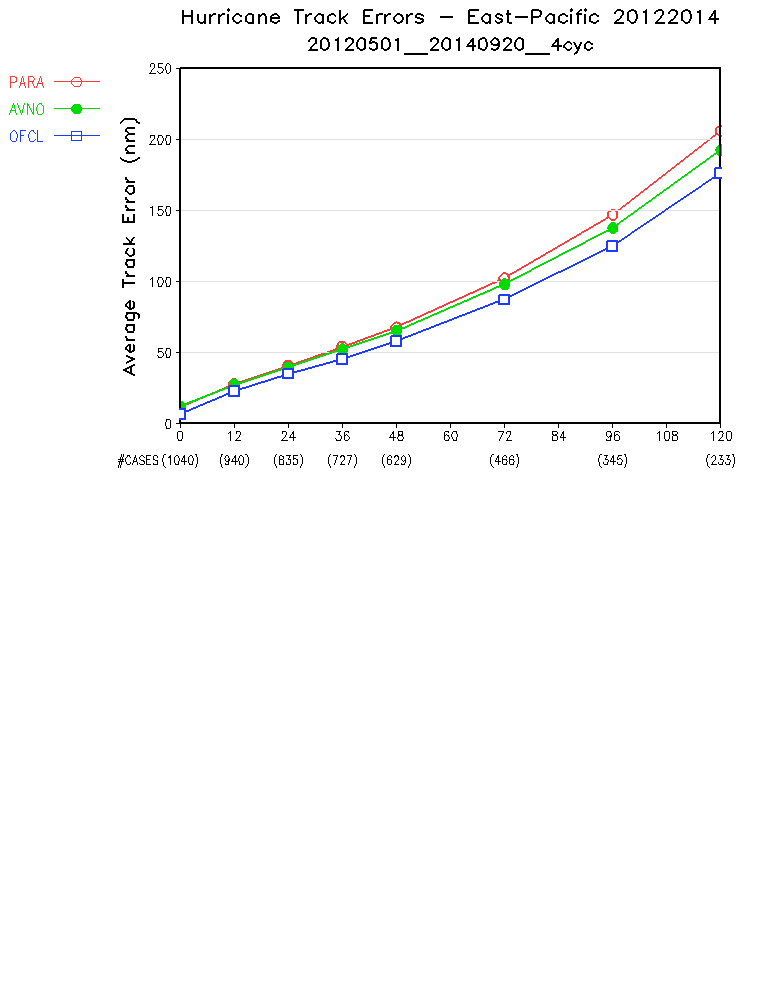 Hurricane Track Errors - East-Pacific 20122014
20120501__20140920__4cyc
PARA
AVNO
OFCL
Average Track Error (nm)
250
200
150
100
50
0
0 12 24 36 48 60 72 84 96 108 120
#CASES (1040) (940) (835) (727) (629) (466) (345) (233)